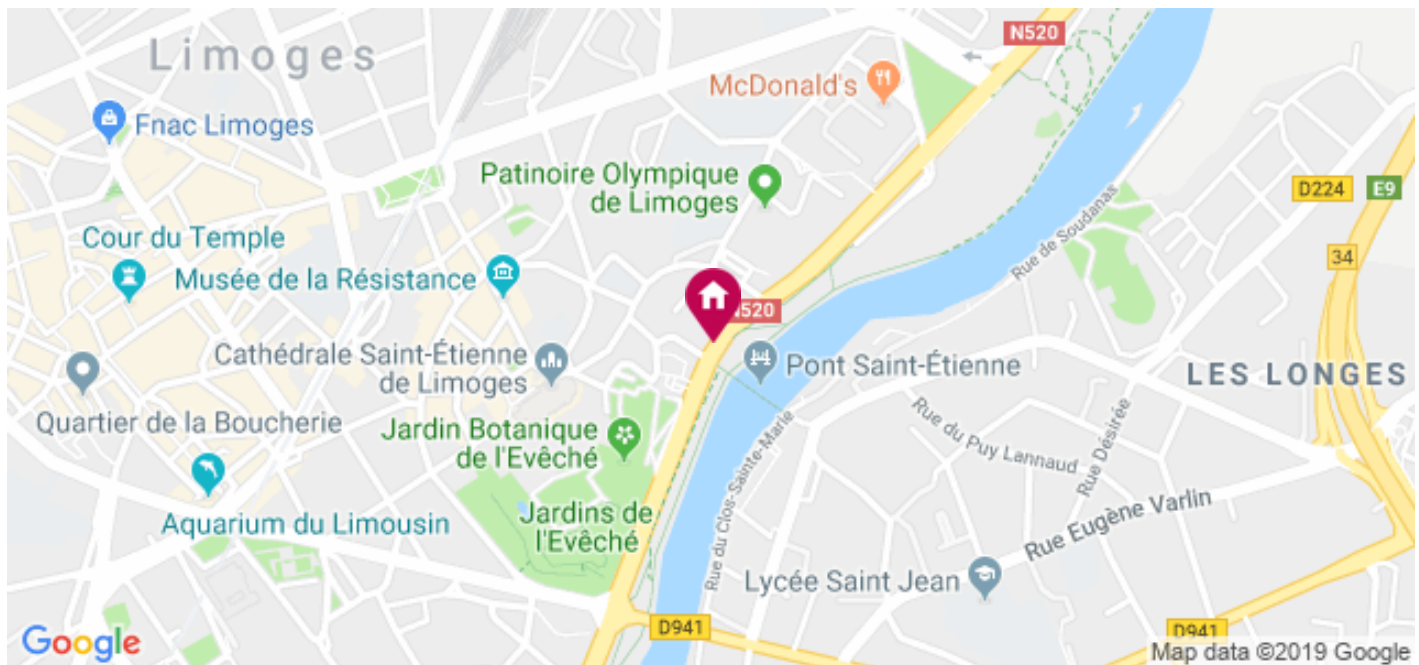 Limoges
N520
McDonald's
Fnac Limoges
Patinoire Olympique
de Limoges
D224
E9
Rue de Soudanas
Cour du Temple
34
Musée de la Résistance
N520
Cathédrale Saint-Étienne
de Limoges
Pont Saint-Étienne
LES LONGES
Quartier de la Boucherie
Jardin Botanique
de l'Evêché
Rue du Puy Lannaud
Rue Désirée
Rue du Clos-Sainte-Marie
Aquarium du Limousin
Jardins de
l'Evêché
Rue Eugène Varlin
Lycée Saint Jean
D941
D941
Google
Map data ©2019 Google